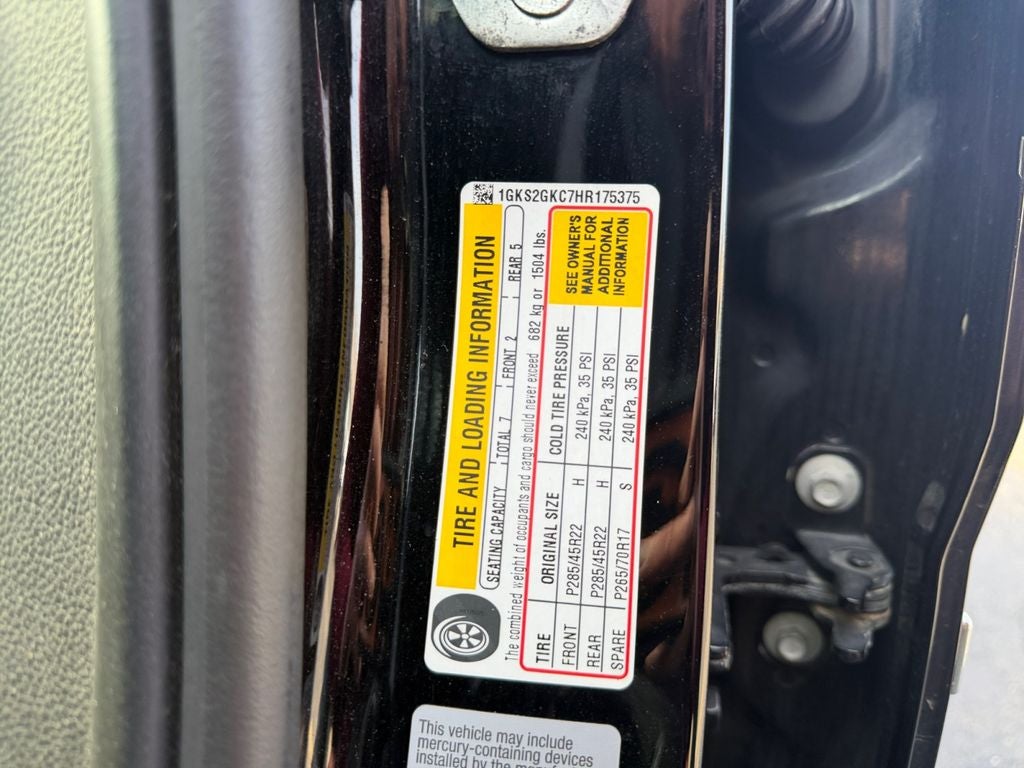 1GKS2GKC7HR175375
TIRE AND LOADING INFORMATION
SEATING CAPACITY TOTAL 7 FRONT 2 REAR 5
The combined weight of occupants and cargo should never exceed 682 kg or 1504 lbs.
TIRE ORIGINAL SIZE COLD TIRE PRESSURE
FRONT P285/45R22 H 240 kPa, 35 PSI
REAR P285/45R22 H 240 kPa, 35 PSI
SPARE P265/70R17 S 240 kPa, 35 PSI
SEE OWNER'S
MANUAL FOR
ADDITIONAL
INFORMATION
This vehicle may include
mercury-containing devices
installed by the